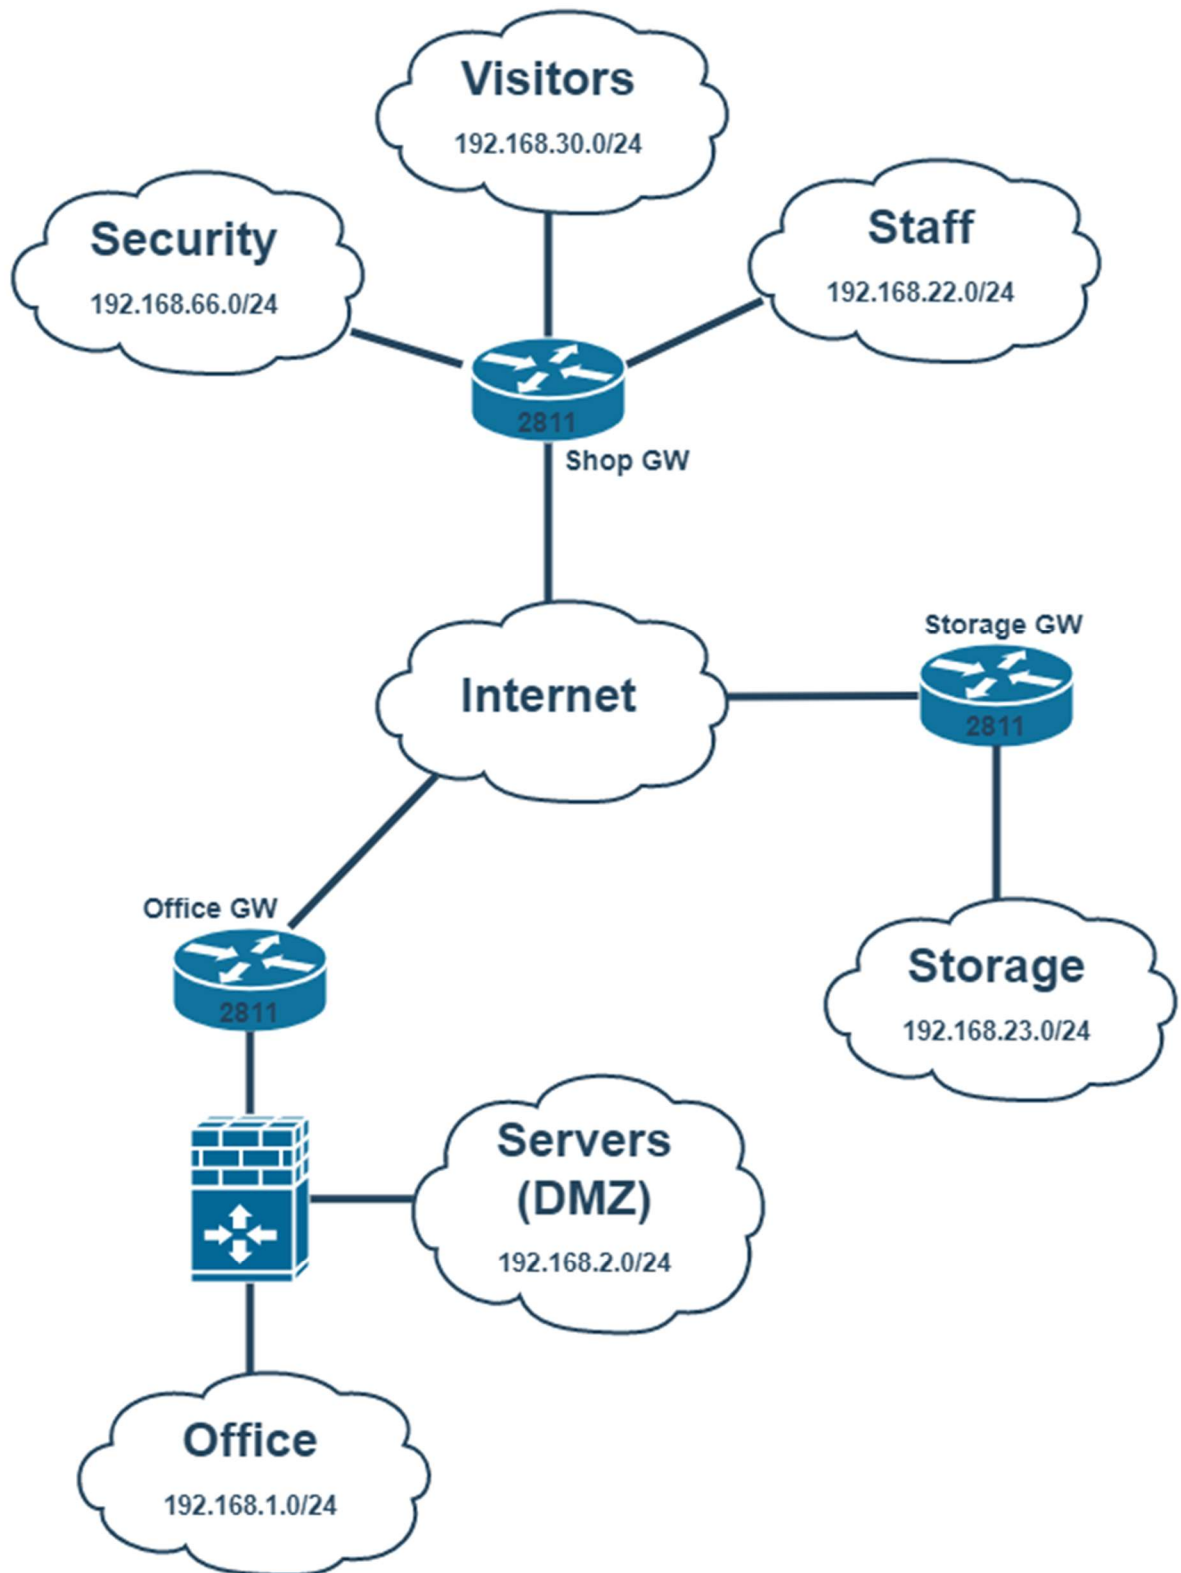 Visitors
192.168.30.0/24
Security
192.168.66.0/24
Staff
192.168.22.0/24
2811
Shop GW
Internet
Storage GW
2811
Office GW
2811
Storage
192.168.23.0/24
Servers
(DMZ)
192.168.2.0/24
Office
192.168.1.0/24